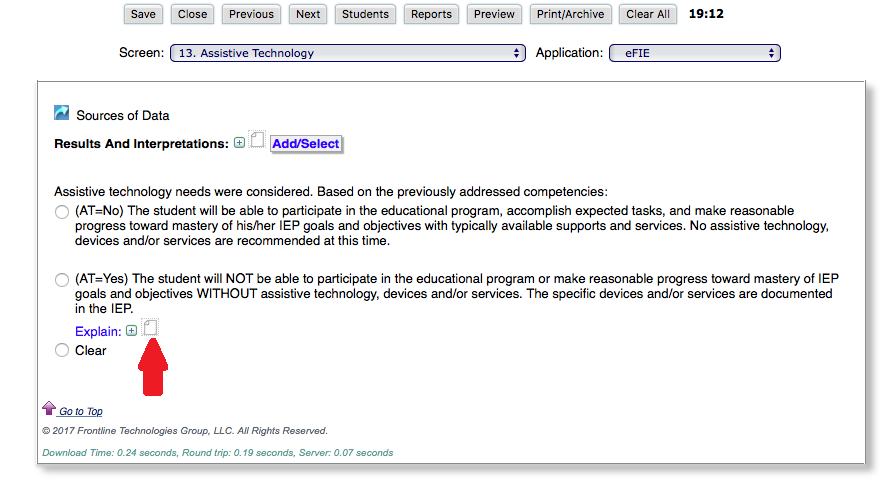 Save Close Previous Next Students Reports Preview Print/Archive Clear All 19:12
Screen: 13. Assistive Technology Application: eFIE
Sources of Data
Results And Interpretations: Add/Select
Assistive technology needs were considered. Based on the previously addressed competencies:
(AT=No) The student will be able to participate in the educational program, accomplish expected tasks, and make reasonable
progress toward mastery of his/her IEP goals and objectives with typically available supports and services. No assistive technology,
devices and/or services are recommended at this time.
(AT=Yes) The student will NOT be able to participate in the educational program or make reasonable progress toward mastery of IEP
goals and objectives WITHOUT assistive technology, devices and/or services. The specific devices and/or services are documented
in the IEP.
Explain:
Clear
Go to Top
© 2017 Frontline Technologies Group, LLC. All Rights Reserved.
Download Time: 0.24 seconds, Round trip: 0.19 seconds, Server: 0.07 seconds